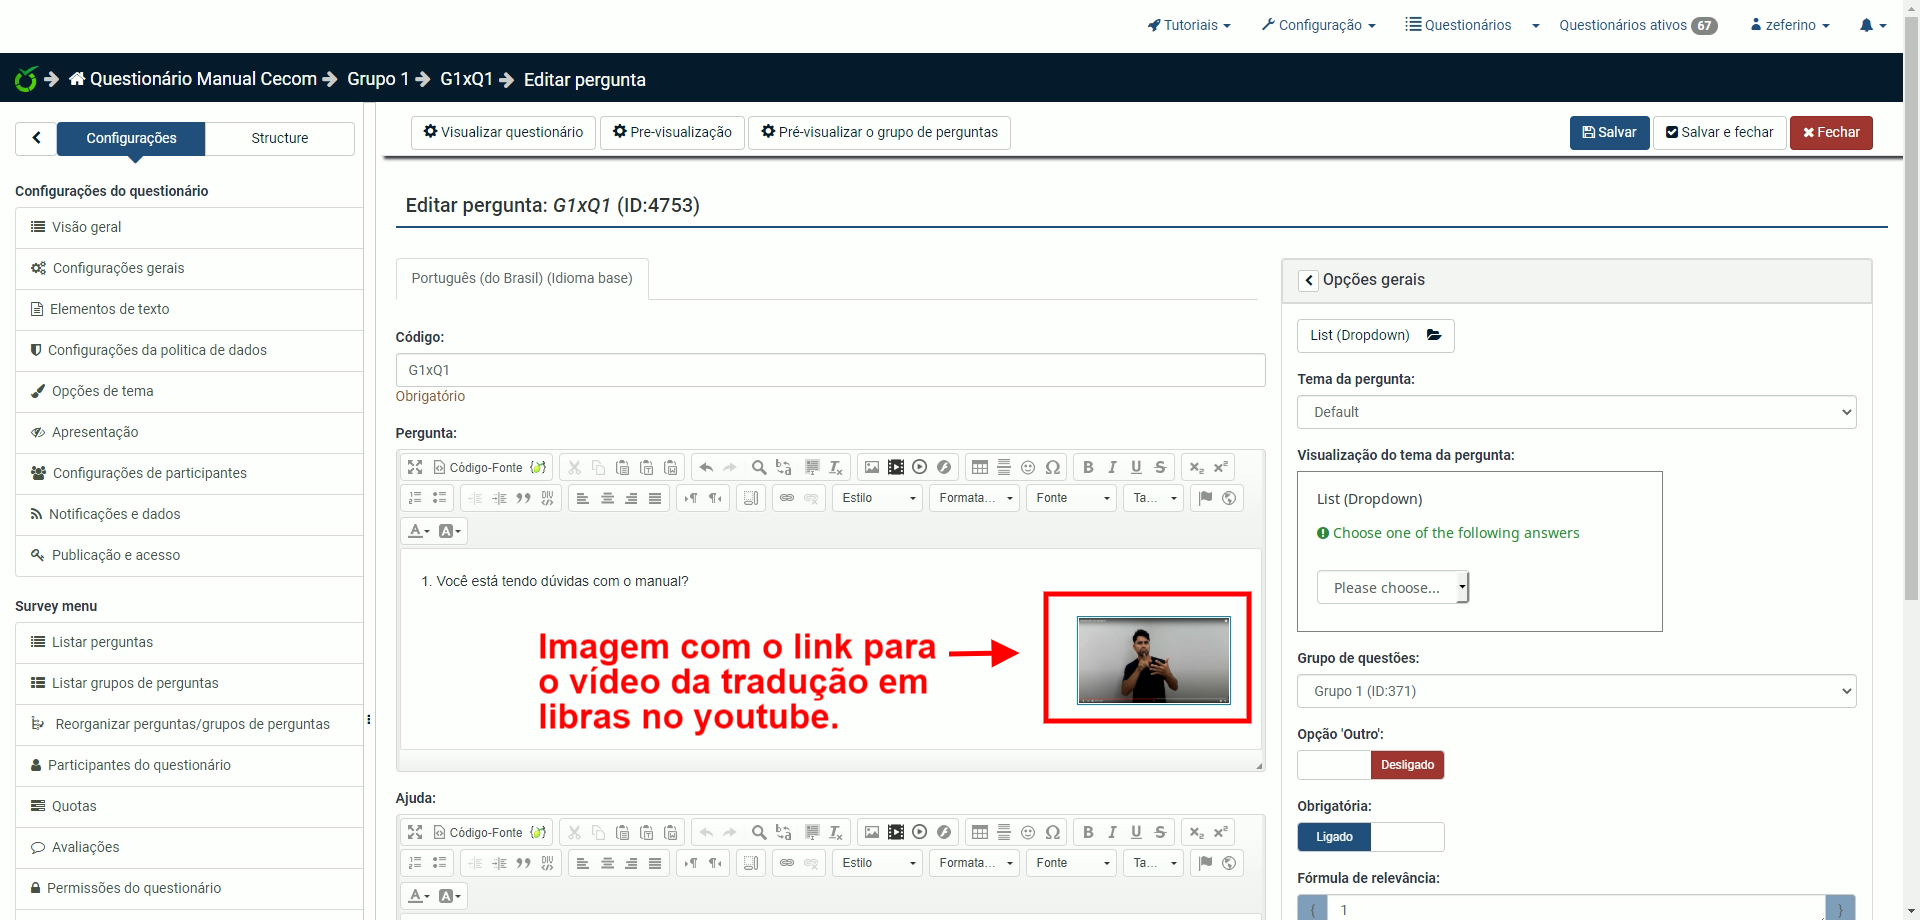 Tutoriais
Configuração
Questionários
Questionários ativos 67
zeferino
Questionário Manual Cecom
Grupo 1
G1xQ1
Editar pergunta
Configurações
Structure
Visualizar questionário
Pre-visualização
Pré-visualizar o grupo de perguntas
Salvar
Salvar e fechar
Fechar
Configurações do questionário
Visão geral
Configurações gerais
Elementos de texto
Configurações da politica de dados
Opções de tema
Apresentação
Configurações de participantes
Notificações e dados
Publicação e acesso
Survey menu
Listar perguntas
Listar grupos de perguntas
Reorganizar perguntas/grupos de perguntas
Participantes do questionário
Quotas
Avaliações
Permissões do questionário
Editar pergunta: G1xQ1 (ID:4753)
Português (do Brasil) (Idioma base)
Código:
G1xQ1
Obrigatório
Pergunta:
Código-Fonte
Estilo
Formata...
Fonte
Ta...
1. Você está tendo dúvidas com o manual?
Imagem com o link para
o vídeo da tradução em
libras no youtube.
Ajuda:
Código-Fonte
Estilo
Formata...
Fonte
Ta...
Opções gerais
List (Dropdown)
Tema da pergunta:
Default
Visualização do tema da pergunta:
List (Dropdown)
Choose one of the following answers
Please choose...
Grupo de questões:
Grupo 1 (ID:371)
Opção 'Outro':
Desligado
Obrigatória:
Ligado
Fórmula de relevância:
{ 1 }